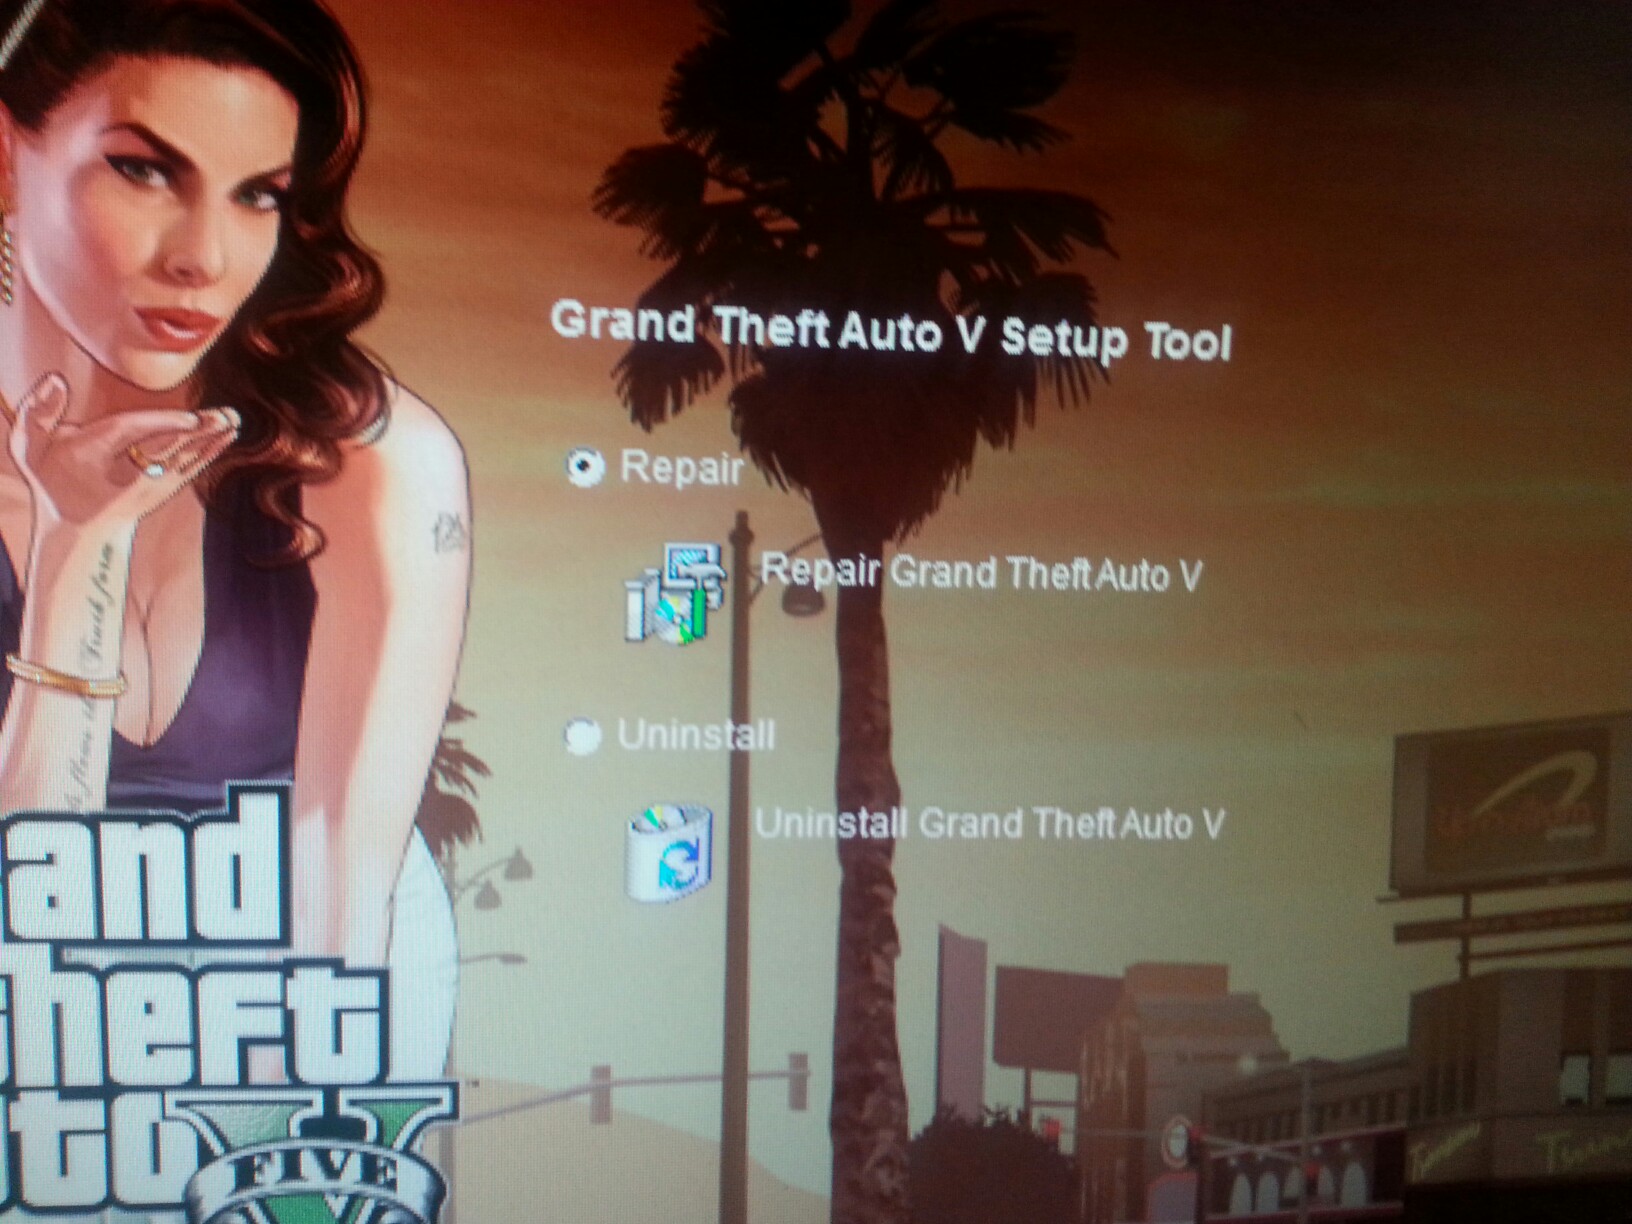 Grand Theft Auto V Setup Tool
Repair
Repair Grand Theft Auto V
Uninstall
Uninstall Grand Theft Auto V
and
heft
uto
FIVE